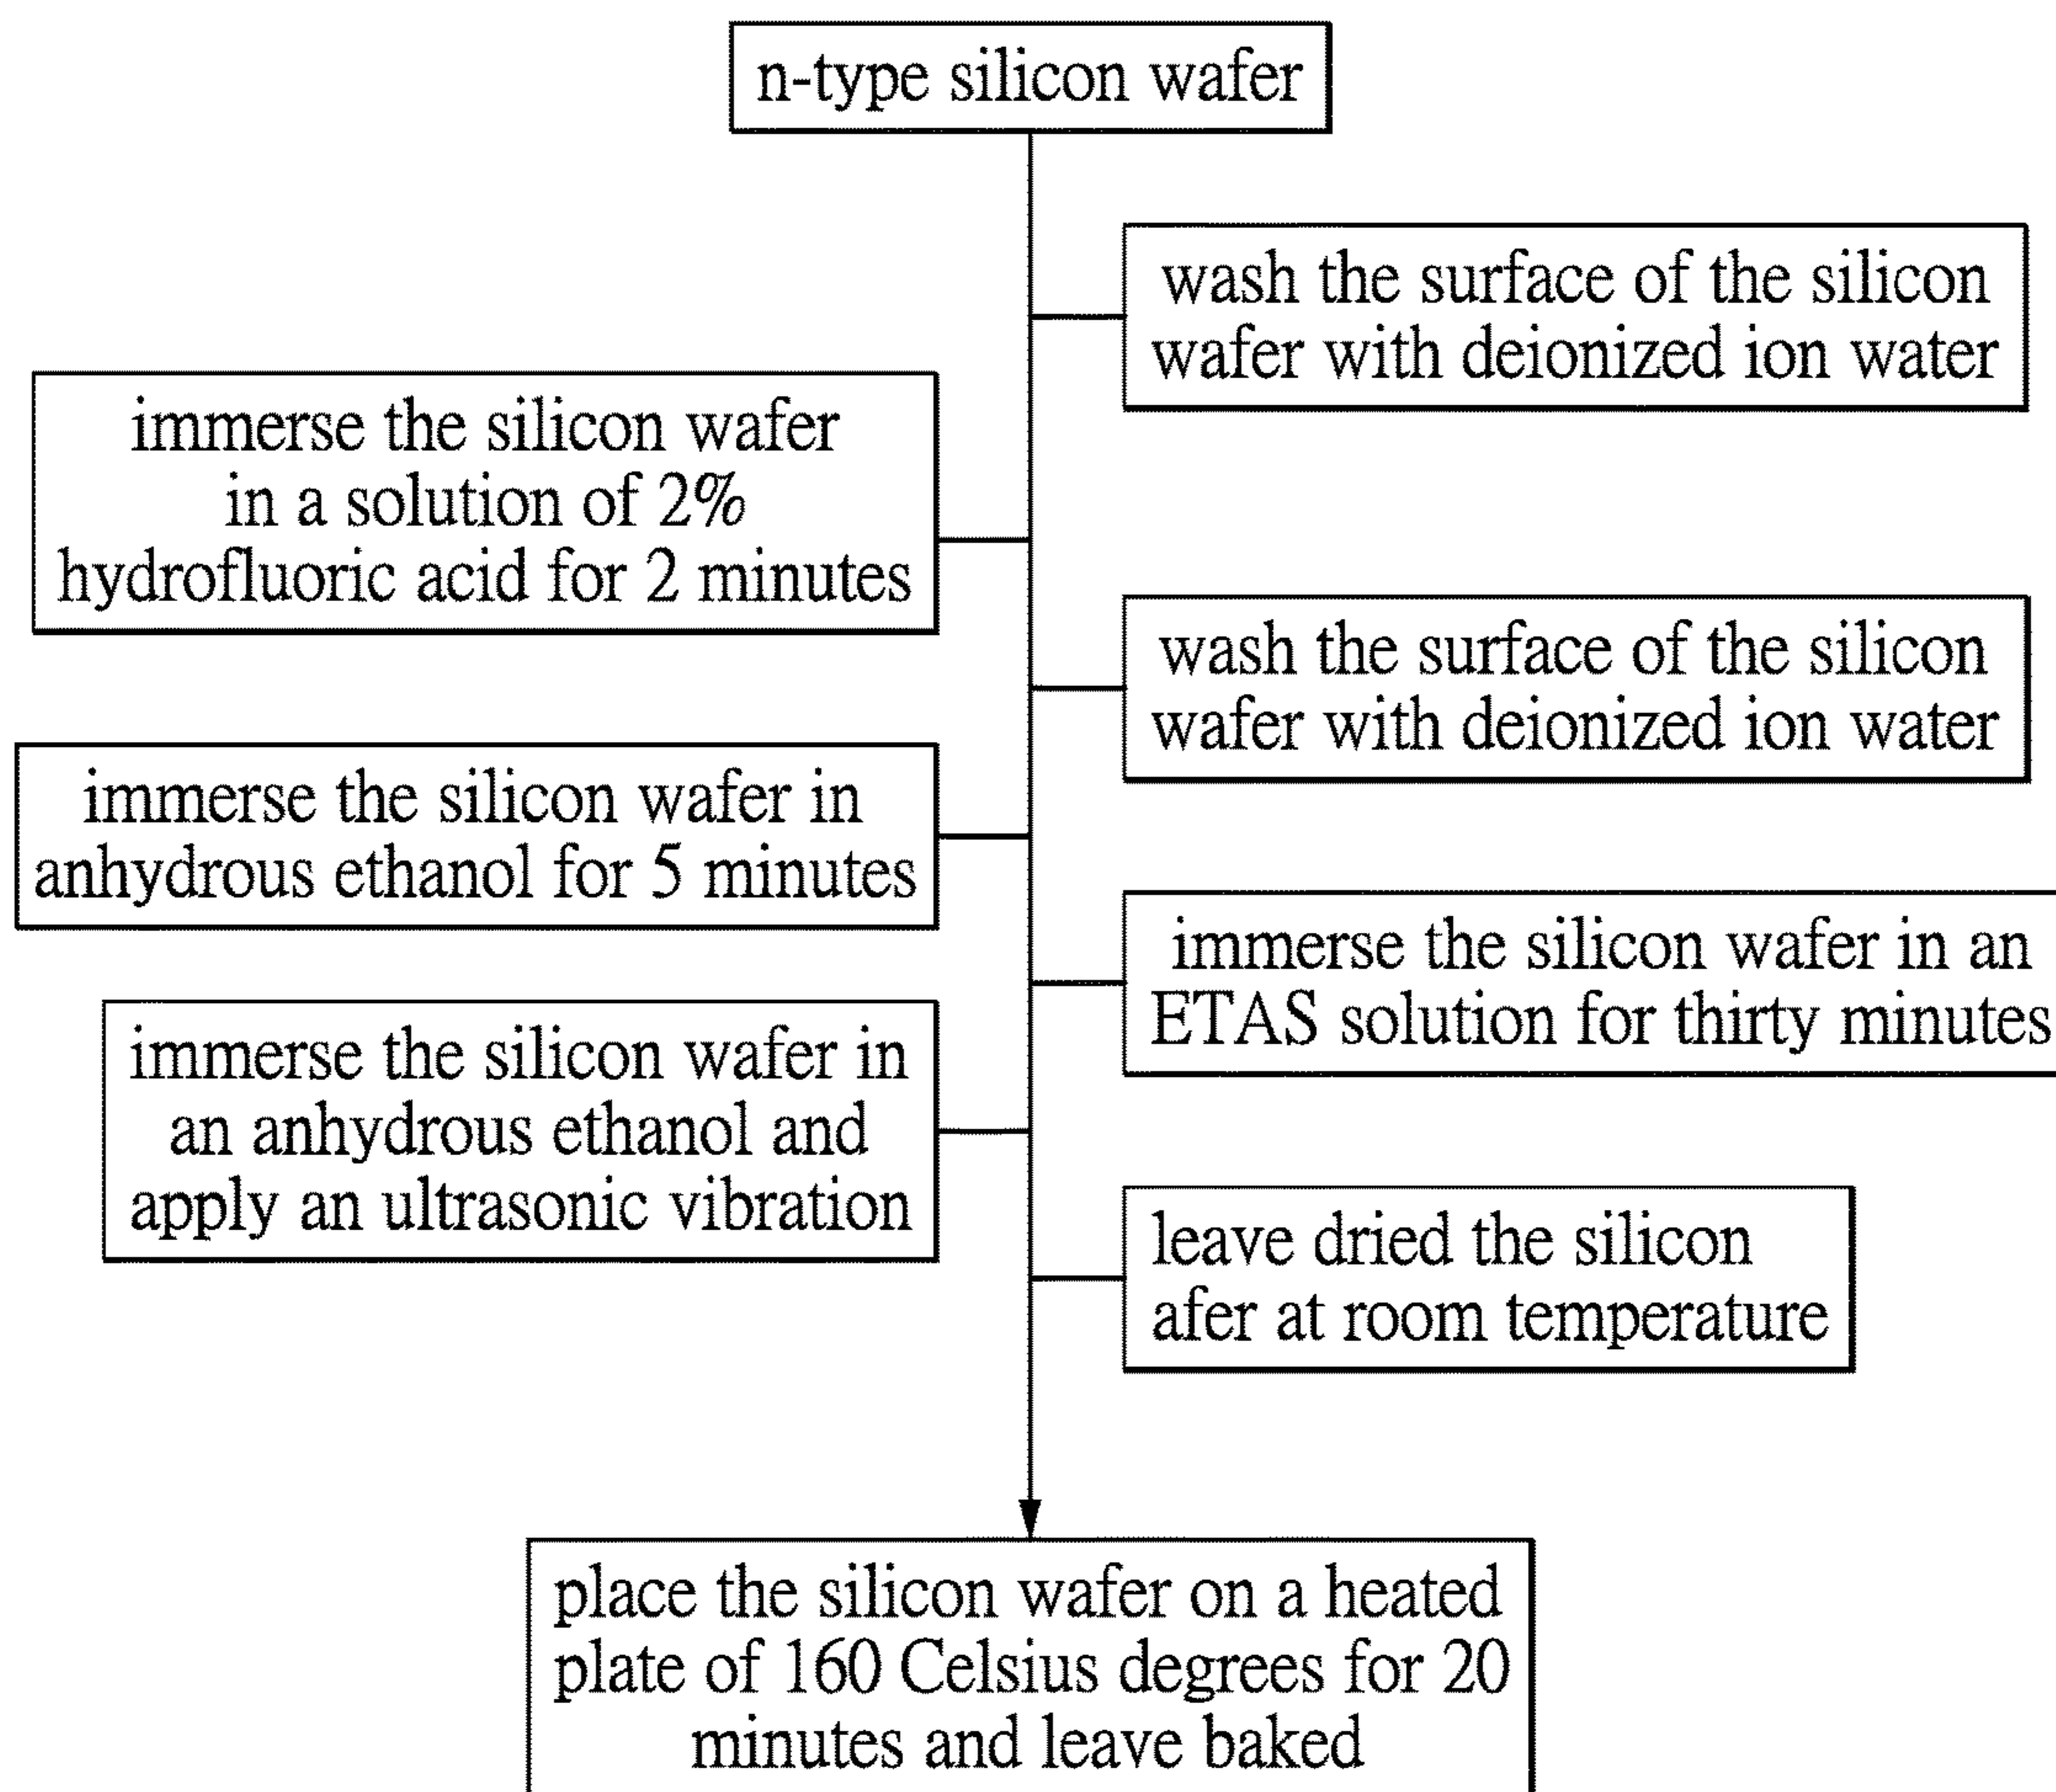 n-type silicon wafer
wash the surface of the silicon
wafer with deionized ion water
immerse the silicon wafer
in a solution of 2%
hydrofluoric acid for 2 minutes
wash the surface of the silicon
wafer with deionized ion water
immerse the silicon wafer in
anhydrous ethanol for 5 minutes
immerse the silicon wafer in an
ETAS solution for thirty minutes
immerse the silicon wafer in
an anhydrous ethanol and
apply an ultrasonic vibration
leave dried the silicon
afer at room temperature
place the silicon wafer on a heated
plate of 160 Celsius degrees for 20
minutes and leave baked